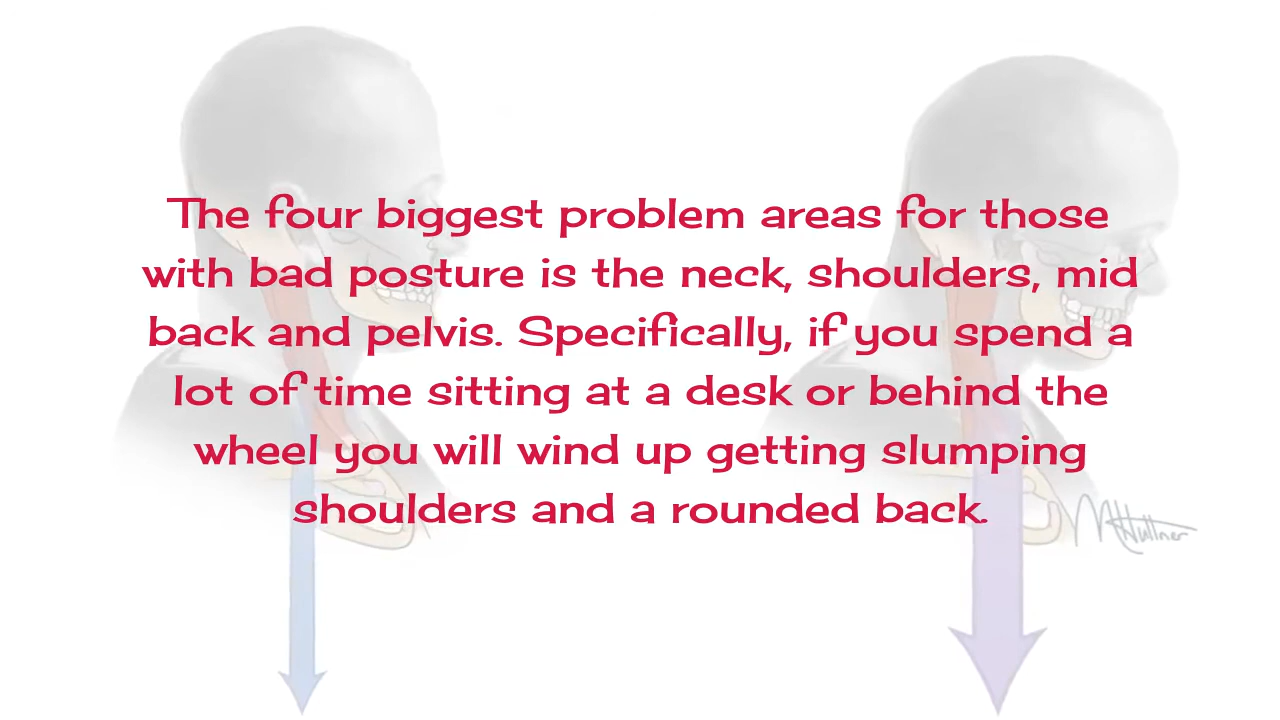 The four biggest problem areas for those
with bad posture is the neck, shoulders, mid
back and pelvis. Specifically, if you spend a
lot of time sitting at a desk or behind the
wheel you will wind up getting slumping
shoulders and a rounded back.
MHuttner